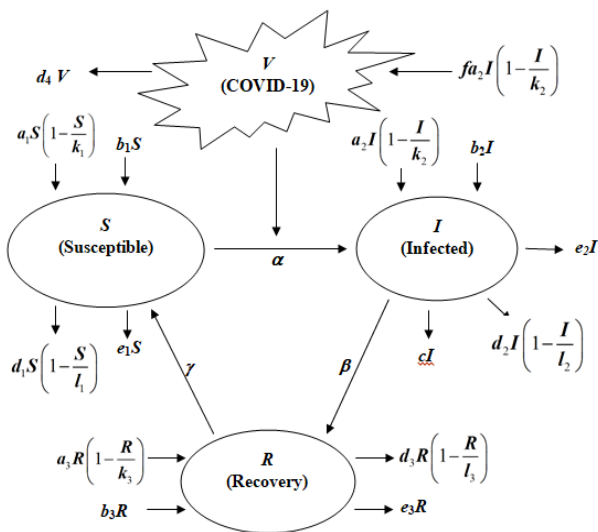 V
(COVID-19)
d₄ V
fa₂I(1 − I/k₂)
a₁S(1 − S/k₁)
b₁S
a₂I(1 − I/k₂)
b₂I
S
(Susceptible)
α
I
(Infected)
e₂I
d₁S(1 − S/l₁)
e₁S
γ
β
cI
d₂I(1 − I/l₂)
a₃R(1 − R/k₃)
b₃R
R
(Recovery)
d₃R(1 − R/l₃)
e₃R